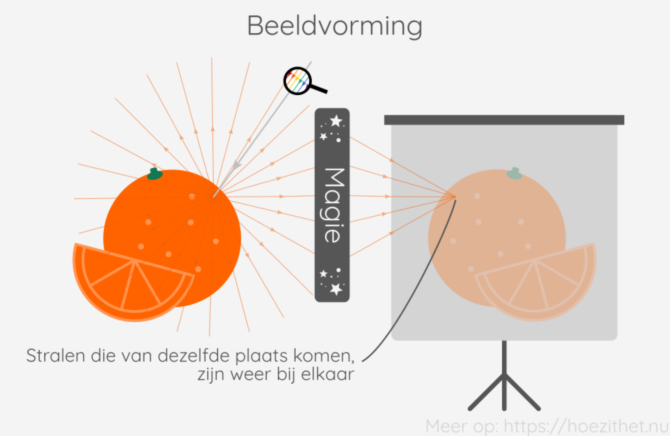 Beeldvorming
Magie
Stralen die van dezelfde plaats komen,
zijn weer bij elkaar
Meer op: https://hoezithet.nu